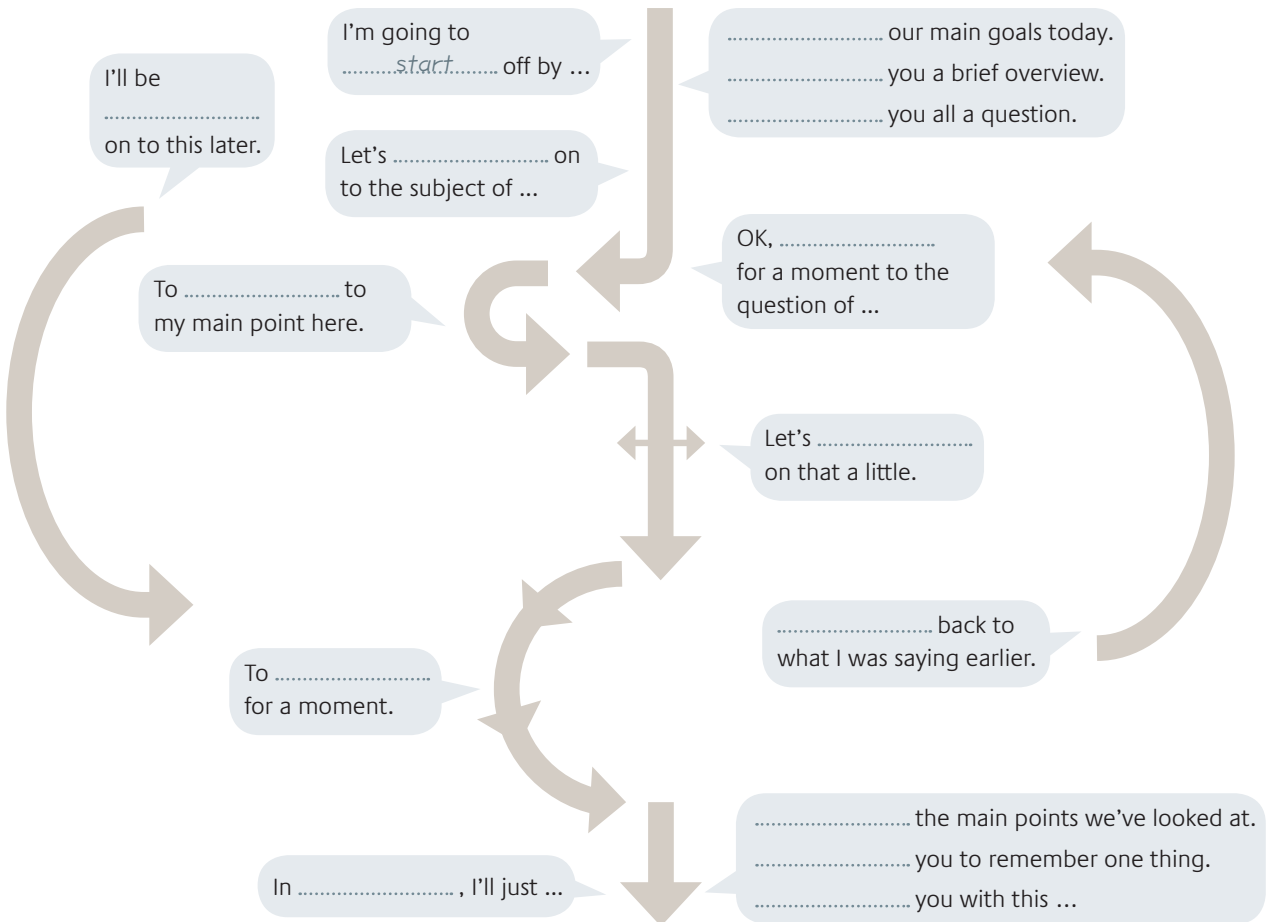 I'm going to
.......start....... off by ...
........................ our main goals today.
........................ you a brief overview.
........................ you all a question.
I'll be
........................
on to this later.
Let's ........................ on
to the subject of ...
OK, ........................
for a moment to the
question of ...
To ........................ to
my main point here.
Let's ........................
on that a little.
........................ back to
what I was saying earlier.
To ........................
for a moment.
........................ the main points we've looked at.
........................ you to remember one thing.
........................ you with this ...
In ........................ , I'll just ...